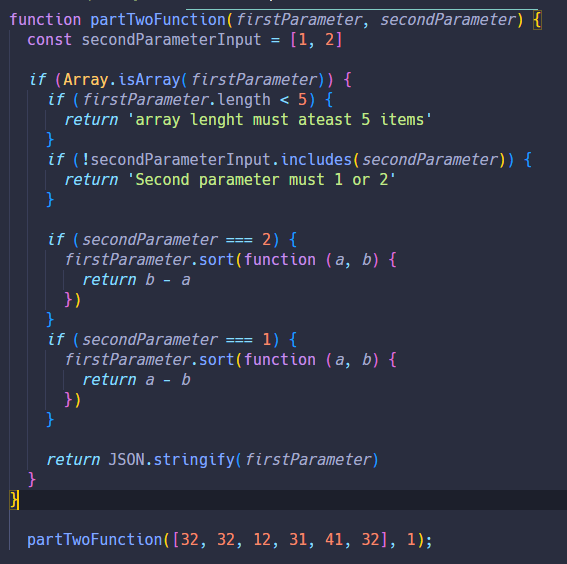 function partTwoFunction(firstParameter, secondParameter) {
const secondParameterInput = [1, 2]
if (Array.isArray(firstParameter)) {
if (firstParameter.length < 5) {
return 'array lenght must ateast 5 items'
}
if (!secondParameterInput.includes(secondParameter)) {
return 'Second parameter must 1 or 2'
}
if (secondParameter === 2) {
firstParameter.sort(function (a, b) {
return b - a
})
}
if (secondParameter === 1) {
firstParameter.sort(function (a, b) {
return a - b
})
}
return JSON.stringify(firstParameter)
}
}
partTwoFunction([32, 32, 12, 31, 41, 32], 1);